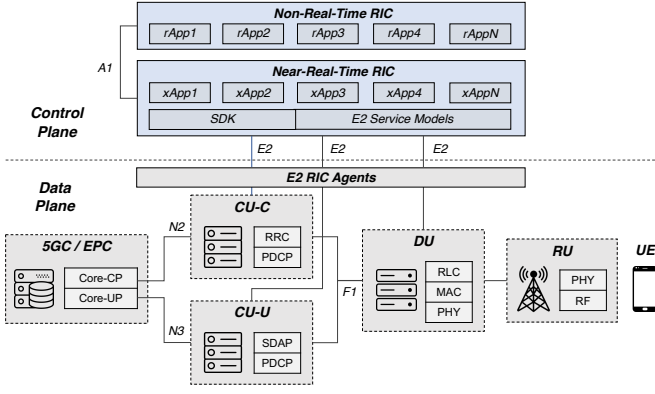 Non-Real-Time RIC
rApp1 rApp2 rApp3 rApp4 rAppN
A1
Near-Real-Time RIC
xApp1 xApp2 xApp3 xApp4 xAppN
SDK E2 Service Models
Control
Plane
E2 E2 E2
E2 RIC Agents
Data
Plane
CU-C
N2
RRC
PDCP
5GC / EPC
Core-CP
Core-UP
DU
RLC
MAC
PHY
F1
RU
PHY
RF
UE
N3
CU-U
SDAP
PDCP